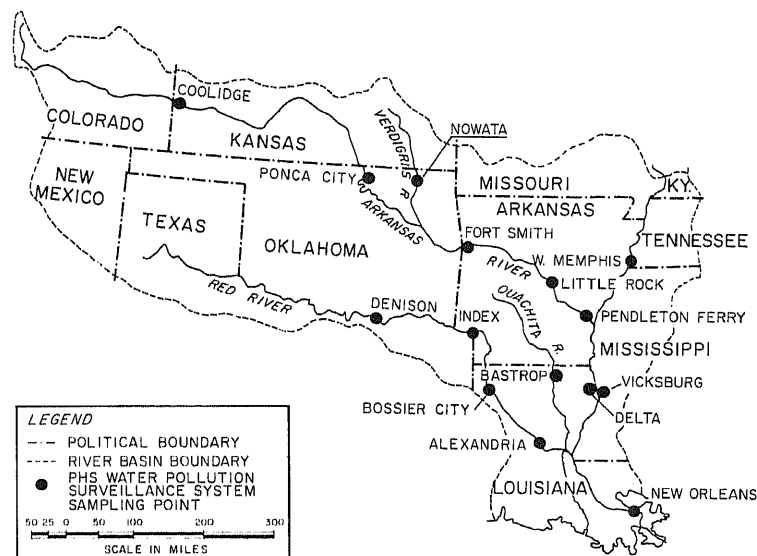 COOLIDGE
COLORADO
KANSAS
VERDIGRIS R.
NOWATA
PONCA CITY
NEW
MEXICO
MISSOURI
KY.
ARKANSAS
ARKANSAS
TEXAS
OKLAHOMA
FORT SMITH
TENNESSEE
W. MEMPHIS
RIVER
LITTLE ROCK
OUACHITA R.
RED RIVER
DENISON
INDEX
PENDLETON FERRY
MISSISSIPPI
BASTROP
VICKSBURG
BOSSIER CITY
DELTA
ALEXANDRIA
LOUISIANA
NEW ORLEANS
LEGEND
POLITICAL BOUNDARY
RIVER BASIN BOUNDARY
PHS WATER POLLUTION
SURVEILLANCE SYSTEM
SAMPLING POINT
50 25 0 50 100 200 300
SCALE IN MILES